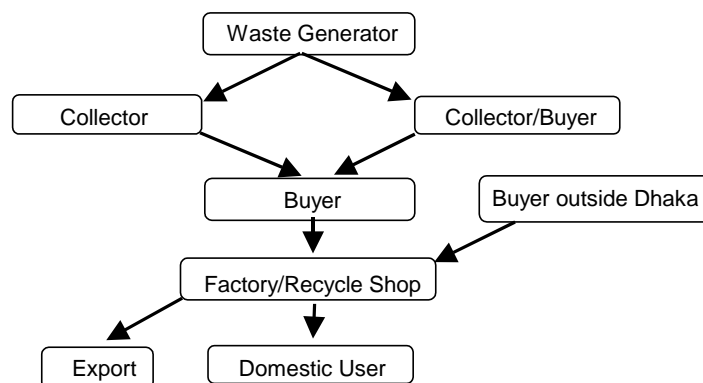 Waste Generator
Collector
Collector/Buyer
Buyer
Buyer outside Dhaka
Factory/Recycle Shop
Export
Domestic User